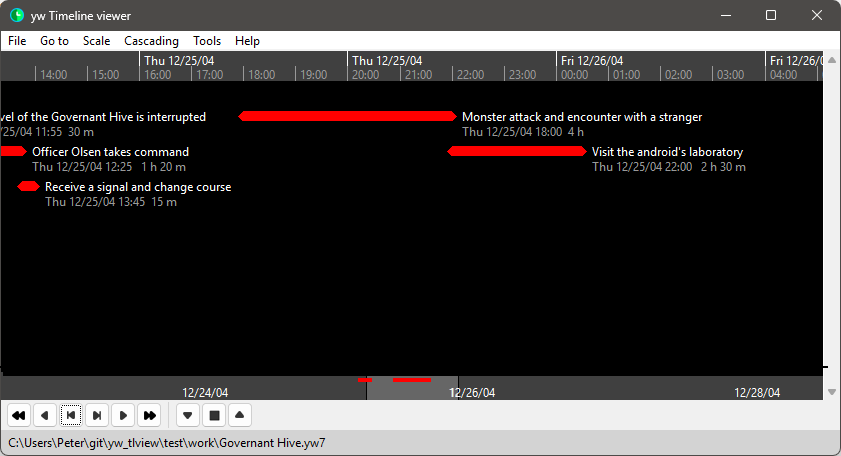 yw Timeline viewer
File Go to Scale Cascading Tools Help
Thu 12/25/04 Thu 12/25/04 Fri 12/26/04 Fri 12/26/0
14:00 15:00 16:00 17:00 18:00 19:00 20:00 21:00 22:00 23:00 00:00 01:00 02:00 03:00 04:00
vel of the Governant Hive is interrupted Monster attack and encounter with a stranger
/25/04 11:55 30 m Thu 12/25/04 18:00 4 h
Officer Olsen takes command Visit the android's laboratory
Thu 12/25/04 12:25 1 h 20 m Thu 12/25/04 22:00 2 h 30 m
Receive a signal and change course
Thu 12/25/04 13:45 15 m
12/24/04 12/26/04 12/28/04
C:\Users\Peter\git\yw_tlview\test\work\Governant Hive.yw7